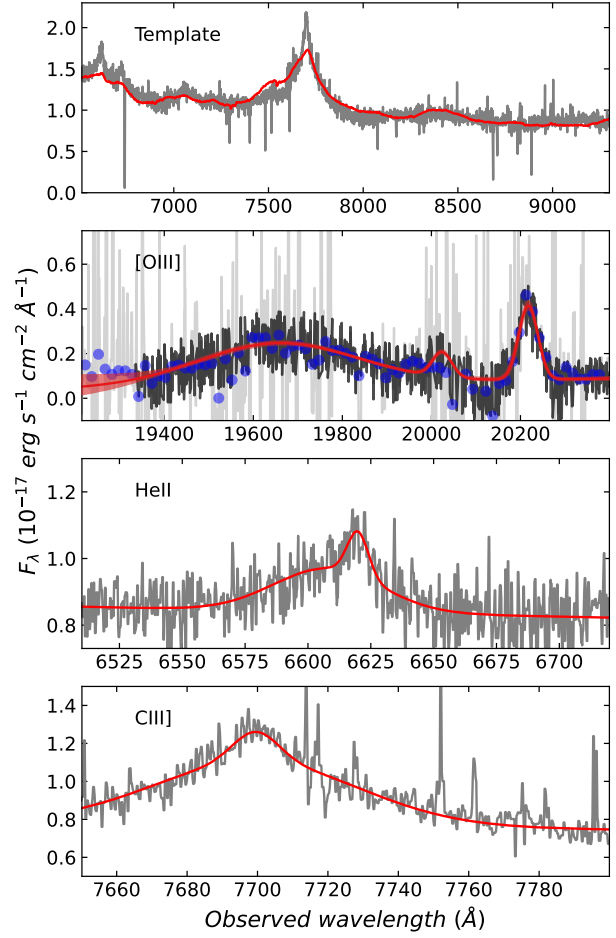 Template
2.0
1.5
1.0
0.5
0.0
7000 7500 8000 8500 9000
[OIII]
0.6
0.4
0.2
0.0
19400 19600 19800 20000 20200
HeII
1.2
1.0
0.8
6525 6550 6575 6600 6625 6650 6675 6700
CIII]
1.4
1.2
1.0
0.8
0.6
7660 7680 7700 7720 7740 7760 7780
Observed wavelength (Å)
Fλ (10⁻¹⁷ erg s⁻¹ cm⁻² Å⁻¹)